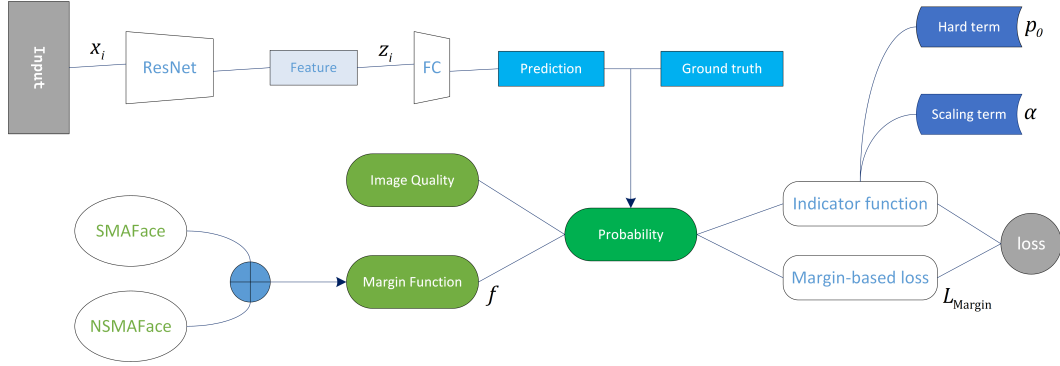 Input
x_i
ResNet
Feature
z_i
FC
Prediction
Ground truth
Hard term
p_0
Scaling term
α
Image Quality
SMAFace
NSMAFace
Margin Function
f
Probability
Indicator function
Margin-based loss
L_Margin
loss